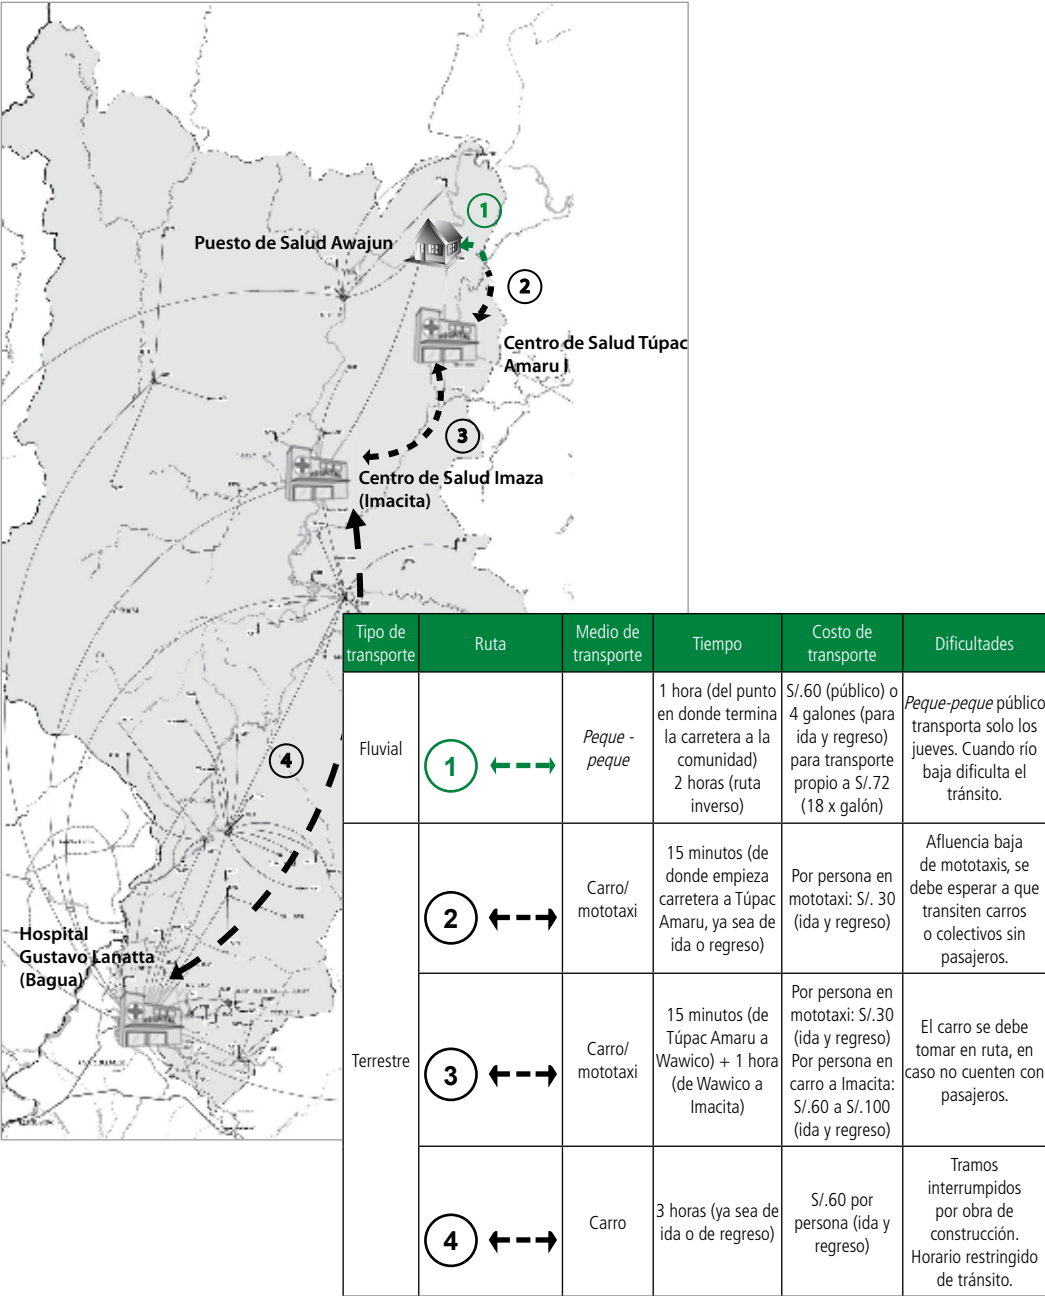 1
Puesto de Salud Awajun
2
Centro de Salud Túpac
Amaru I
3
Centro de Salud Imaza
(Imacita)
4
Hospital
Gustavo Lanatta
(Bagua)
Tipo de
transporte
Ruta
Medio de
transporte
Tiempo
Costo de
transporte
Dificultades
Fluvial
1
Peque -
peque
1 hora (del punto
en donde termina
la carretera a la
comunidad)
2 horas (ruta
inverso)
S/.60 (público) o
4 galones (para
ida y regreso)
para transporte
propio a S/.72
(18 x galón)
Peque-peque público
transporta solo los
jueves. Cuando río
baja dificulta el
tránsito.
Terrestre
2
Carro/
mototaxi
15 minutos (de
donde empieza
carretera a Túpac
Amaru, ya sea de
ida o regreso)
Por persona en
mototaxi: S/. 30
(ida y regreso)
Afluencia baja
de mototaxis, se
debe esperar a que
transiten carros
o colectivos sin
pasajeros.
3
Carro/
mototaxi
15 minutos (de
Túpac Amaru a
Wawico) + 1 hora
(de Wawico a
Imacita)
Por persona en
mototaxi: S/.30
(ida y regreso)
Por persona en
carro a Imacita:
S/.60 a S/.100
(ida y regreso)
El carro se debe
tomar en ruta, en
caso no cuenten con
pasajeros.
4
Carro
3 horas (ya sea de
ida o de regreso)
S/.60 por
persona (ida y
regreso)
Tramos
interrumpidos
por obra de
construcción.
Horario restringido
de tránsito.